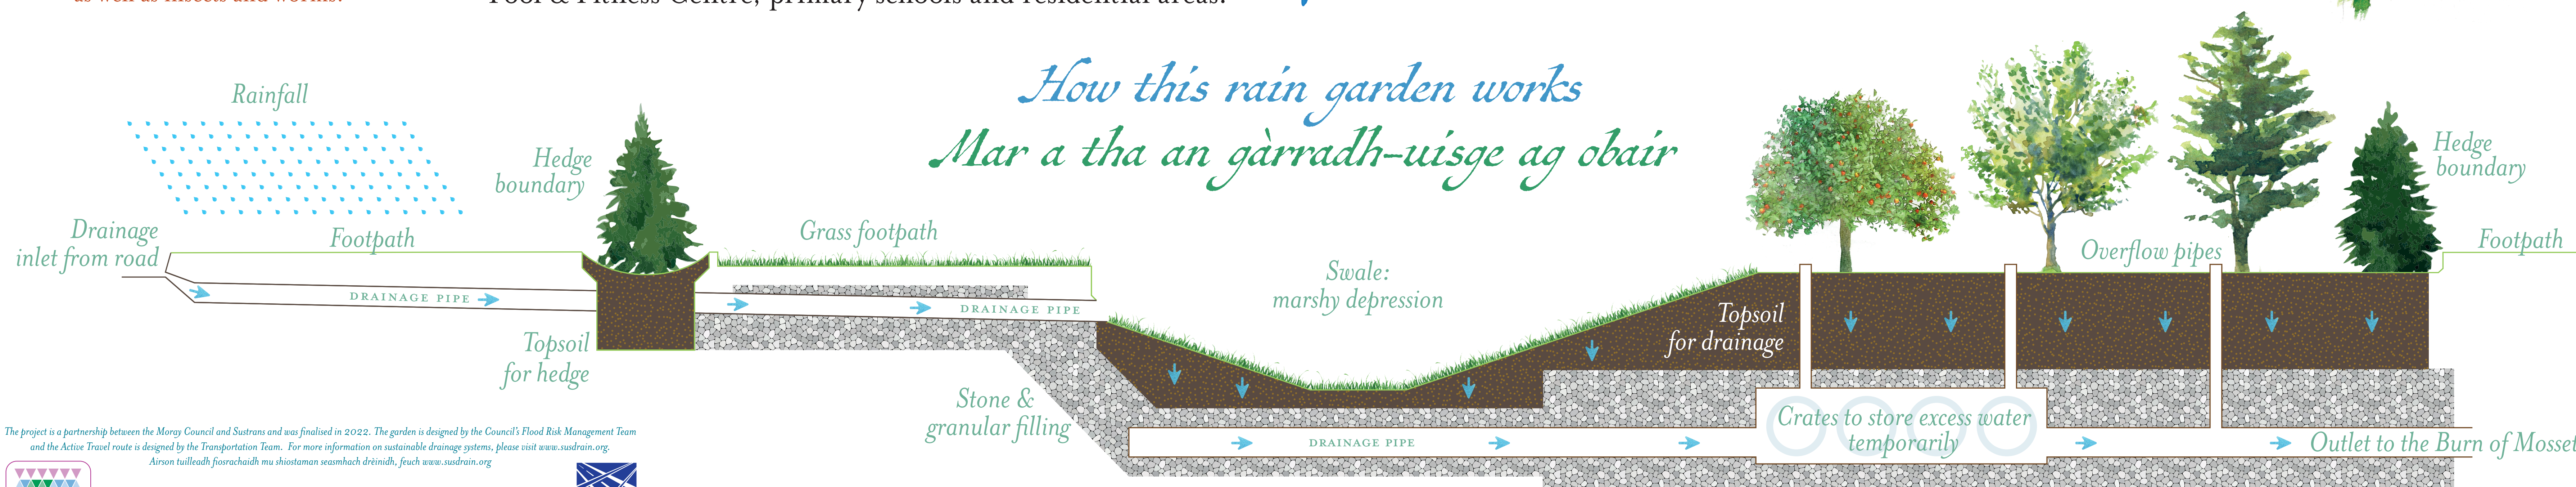 as well as insects and worms.
Pool & Fitness Centre, primary schools and residential areas.
How this rain garden works
Mar a tha an gàrradh-uisge ag obair
Rainfall
Hedge
boundary
Drainage
inlet from road
Footpath
Grass footpath
DRAINAGE PIPE
DRAINAGE PIPE
Topsoil
for hedge
Swale:
marshy depression
Stone &
granular filling
Topsoil
for drainage
Overflow pipes
Hedge
boundary
Footpath
DRAINAGE PIPE
Crates to store excess water
temporarily
Outlet to the Burn of Mosset
The project is a partnership between the Moray Council and Sustrans and was finalised in 2022. The garden is designed by the Council's Flood Risk Management Team
and the Active Travel route is designed by the Transportation Team. For more information on sustainable drainage systems, please visit www.susdrain.org.
Airson tuilleadh fiosrachaidh mu shiostaman seasmhach dréinidh, feuch www.susdrain.org